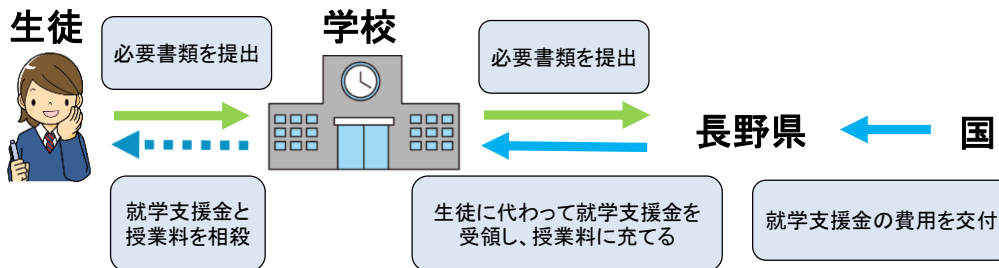 生徒
学校
必要書類を提出
必要書類を提出
長野県
国
就学支援金と
授業料を相殺
生徒に代わって就学支援金を
受領し、授業料に充てる
就学支援金の費用を交付